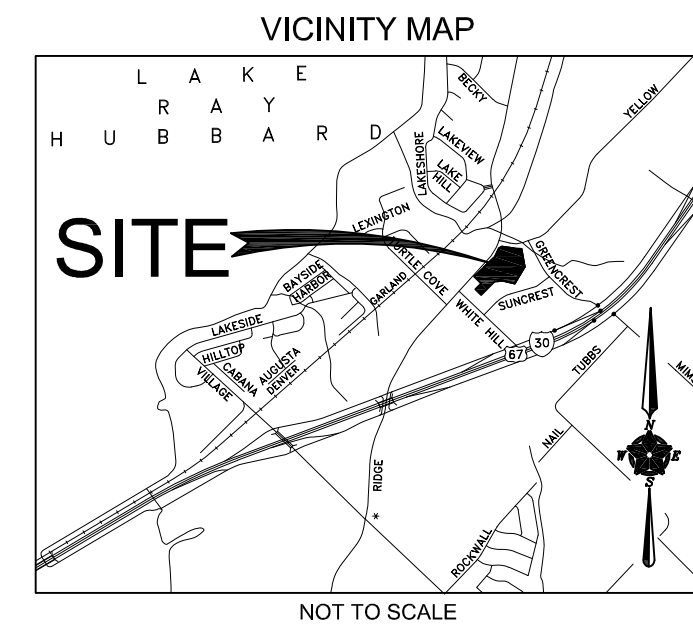 VICINITY MAP
L A K E
R A Y
H U B B A R D
BECKY
YELLOW
LAKEVIEW
LAKESHORE
LAKE
HILL
LEXINGTON
SITE
TURTLE COVE
GREENCREST
BAYSIDE
HARBOR
GARLAND
SUNCREST
WHITE HILL
LAKESIDE
HILLTOP
CABANA
VILLAGE
AUGUSTA
DENVER
67
30
TUBBS
MIMS
N
W
E
S
NAIL
RIDGE
*
ROCKWALL
NOT TO SCALE